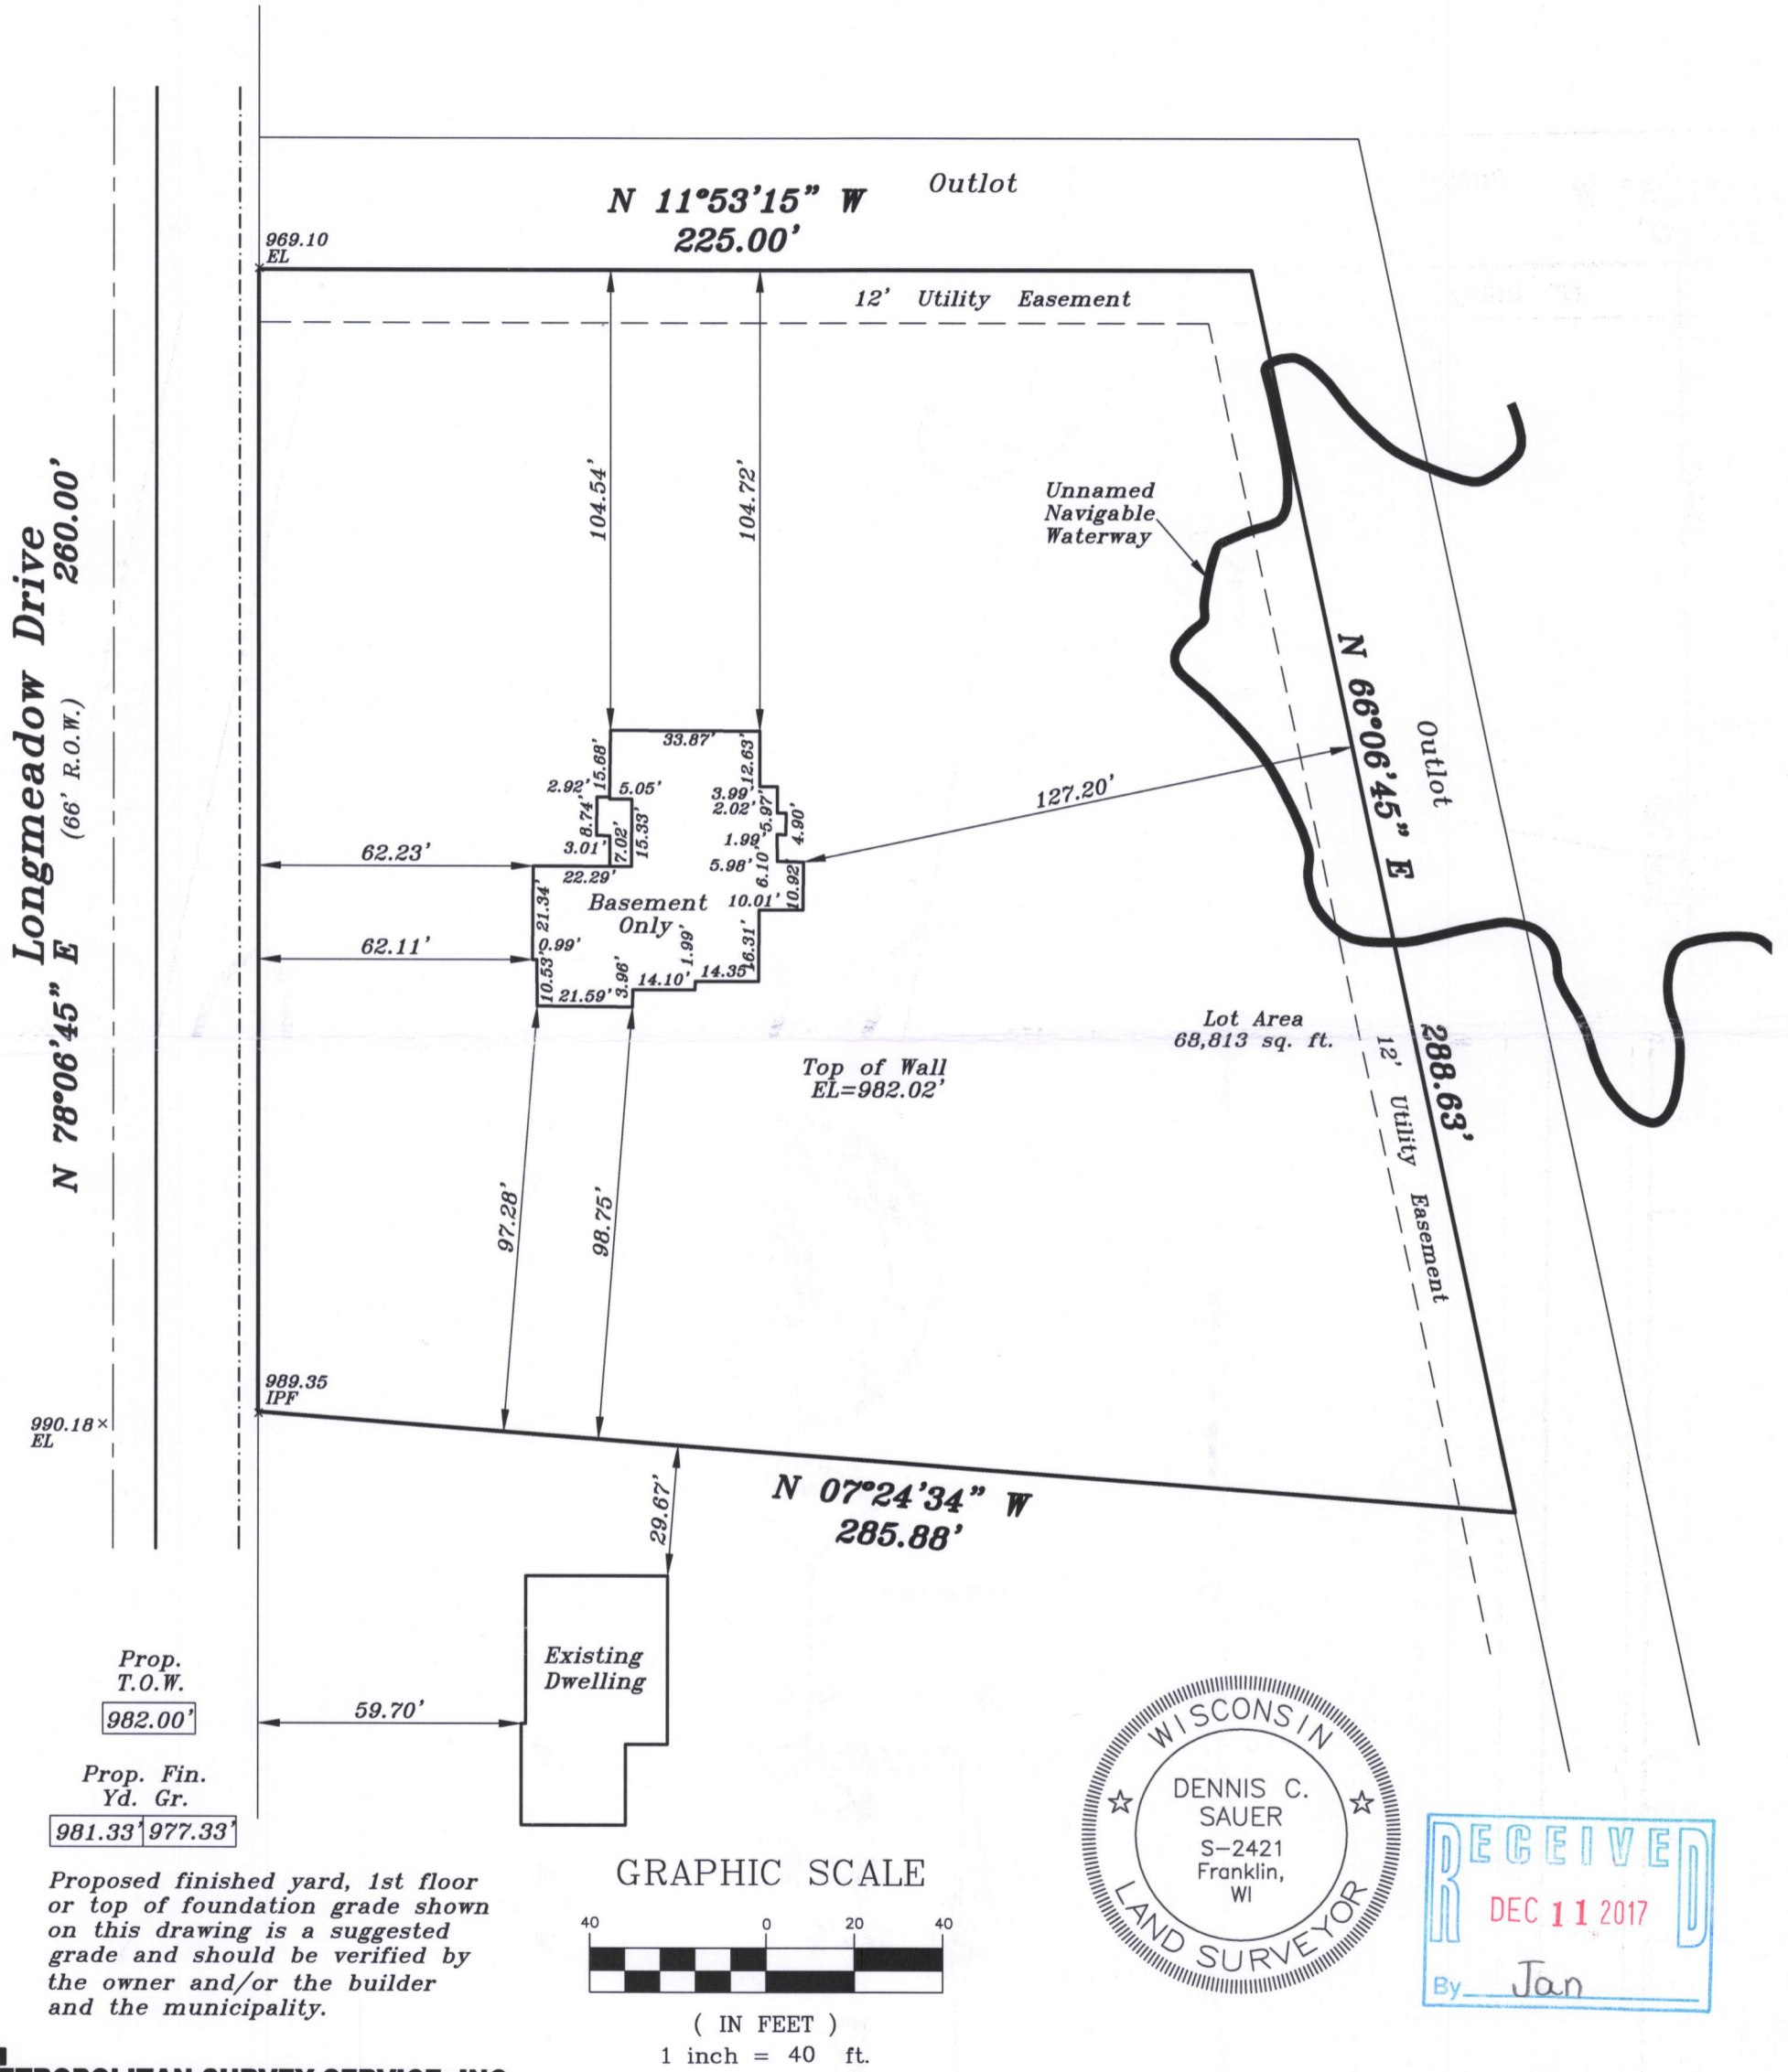 Outlot
N 11°53'15" W
225.00'
969.10
EL
12' Utility Easement
104.54'
104.72'
Unnamed
Navigable
Waterway
Longmeadow Drive
N 78°06'45" E 260.00'
(66' R.O.W.)
N 66°06'45" E
288.63'
Outlot
12' Utility Easement
127.20'
33.87'
15.68'
12.63'
2.92'
5.05'
3.99'
2.02'
5.97'
4.90'
8.74'
15.33'
7.02'
3.01'
1.99'
5.98'
6.10'
10.92'
62.23'
22.29'
21.34'
Basement
Only
10.01'
16.31'
62.11'
0.99'
10.53'
21.59'
3.96'
14.10'
1.99'
14.35'
Lot Area
68,813 sq. ft.
Top of Wall
EL=982.02'
97.28'
98.75'
989.35
IPF
990.18×
EL
29.67'
N 07°24'34" W
285.88'
Existing
Dwelling
59.70'
Prop.
T.O.W.
982.00'
Prop. Fin.
Yd. Gr.
981.33' 977.33'
Proposed finished yard, 1st floor
or top of foundation grade shown
on this drawing is a suggested
grade and should be verified by
the owner and/or the builder
and the municipality.
GRAPHIC SCALE
40 0 20 40
( IN FEET )
1 inch = 40 ft.
WISCONSIN
DENNIS C.
SAUER
S-2421
Franklin,
WI
LAND SURVEYOR
RECEIVED
DEC 11 2017
By Jan
SURVEY SERVICE, INC